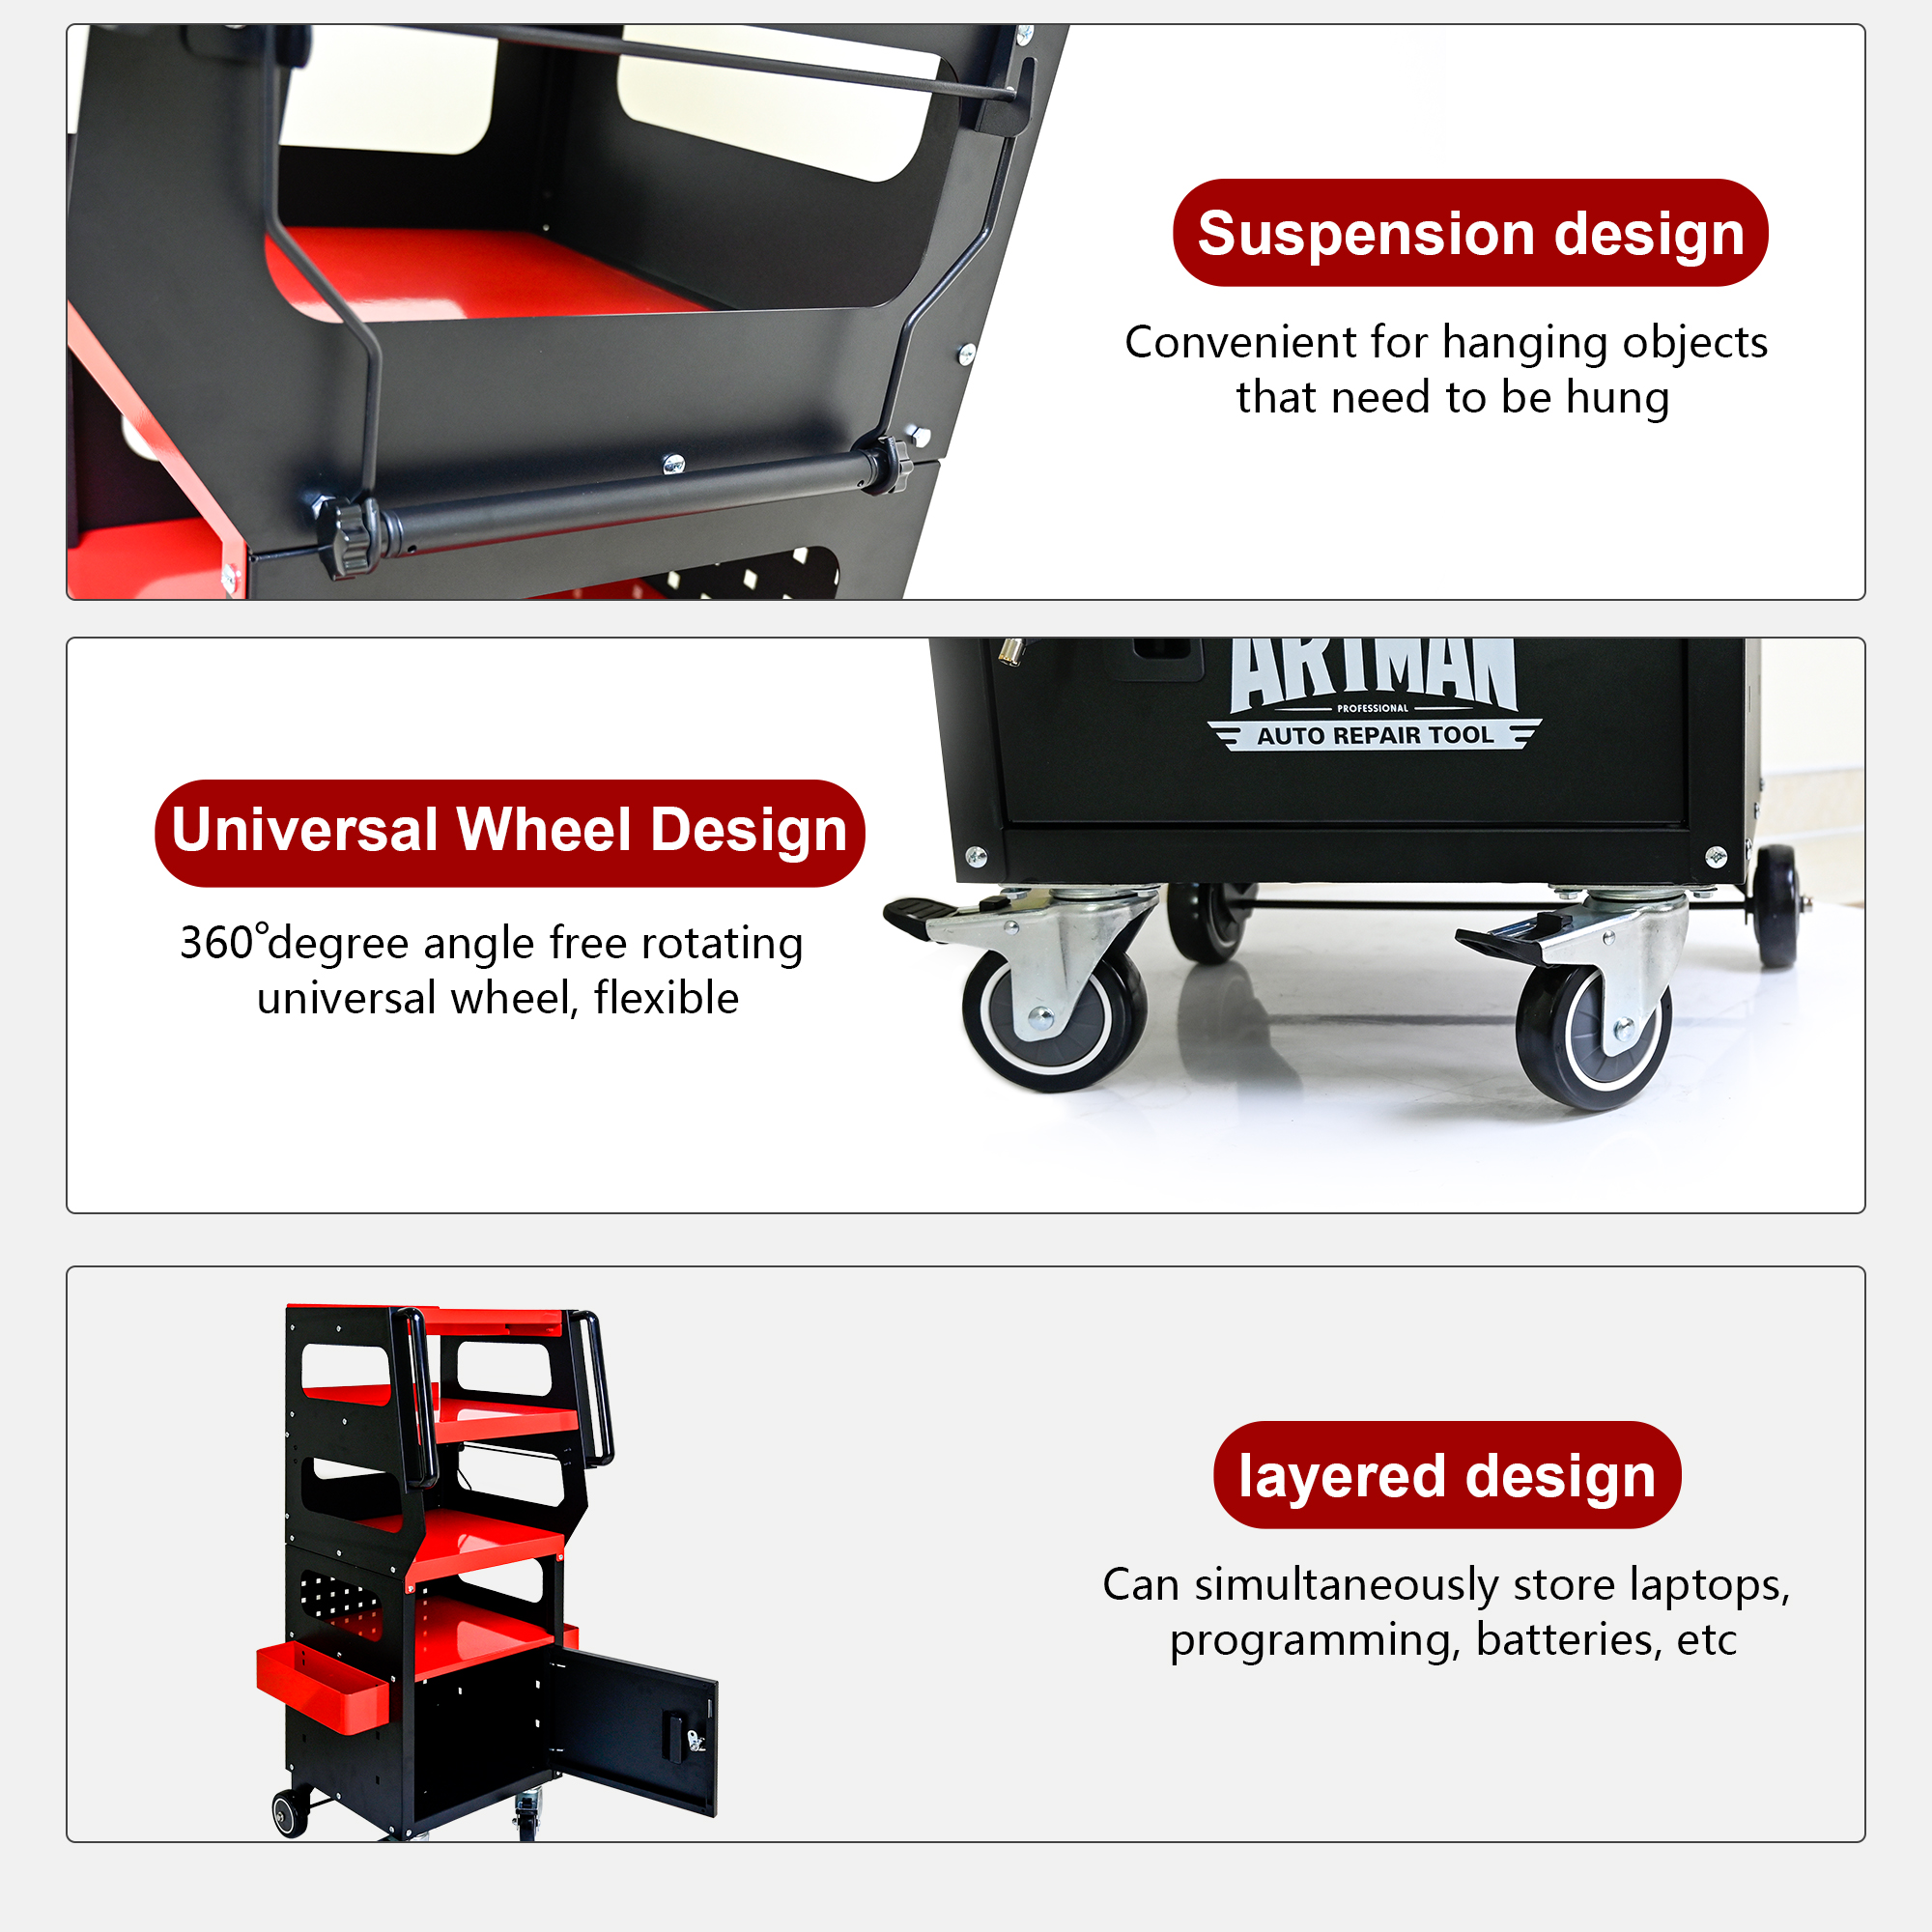 Suspension design
Convenient for hanging objects
that need to be hung
ARTMAN
PROFESSIONAL
AUTO REPAIR TOOL
Universal Wheel Design
360°degree angle free rotating
universal wheel, flexible
layered design
Can simultaneously store laptops,
programming, batteries, etc